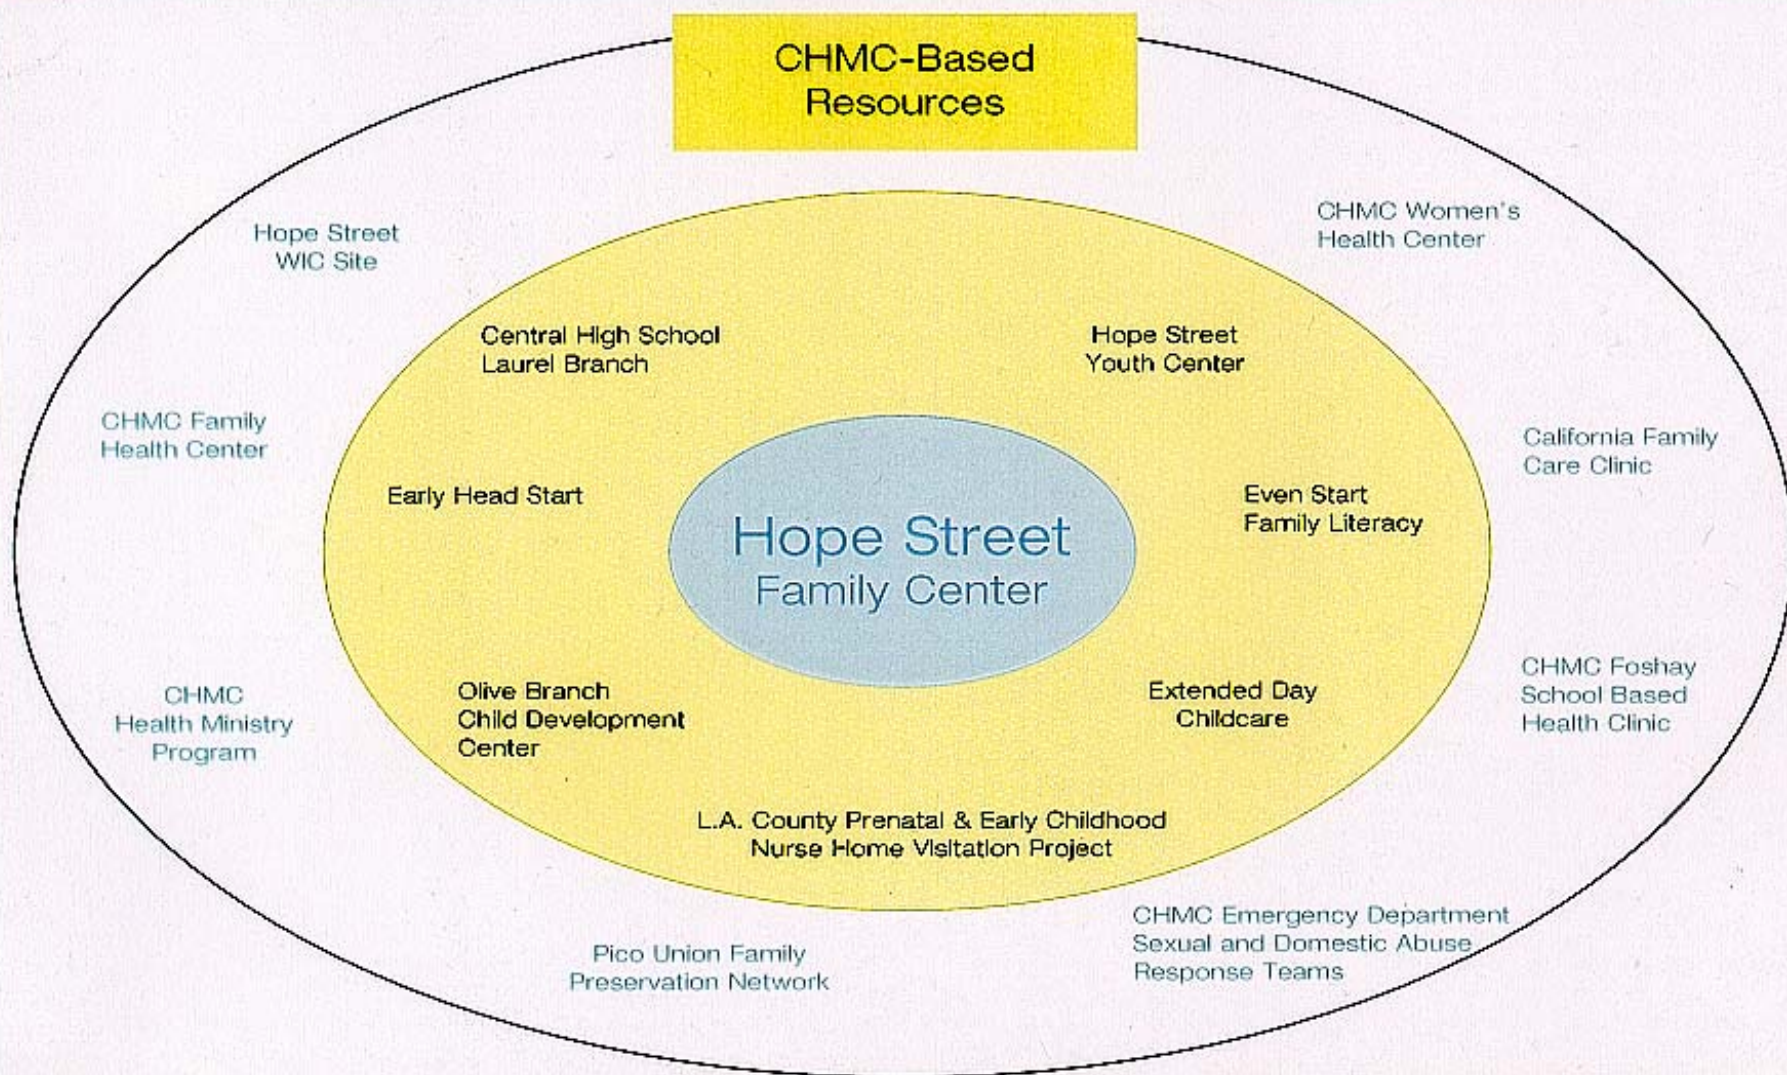 CHMC-Based
Resources
Hope Street
WIC Site
CHMC Women's
Health Center
Central High School
Laurel Branch
Hope Street
Youth Center
CHMC Family
Health Center
California Family
Care Clinic
Early Head Start
Even Start
Family Literacy
Hope Street
Family Center
CHMC
Health Ministry
Program
Olive Branch
Child Development
Center
Extended Day
Childcare
CHMC Foshay
School Based
Health Clinic
L.A. County Prenatal & Early Childhood
Nurse Home Visitation Project
Pico Union Family
Preservation Network
CHMC Emergency Department
Sexual and Domestic Abuse
Response Teams